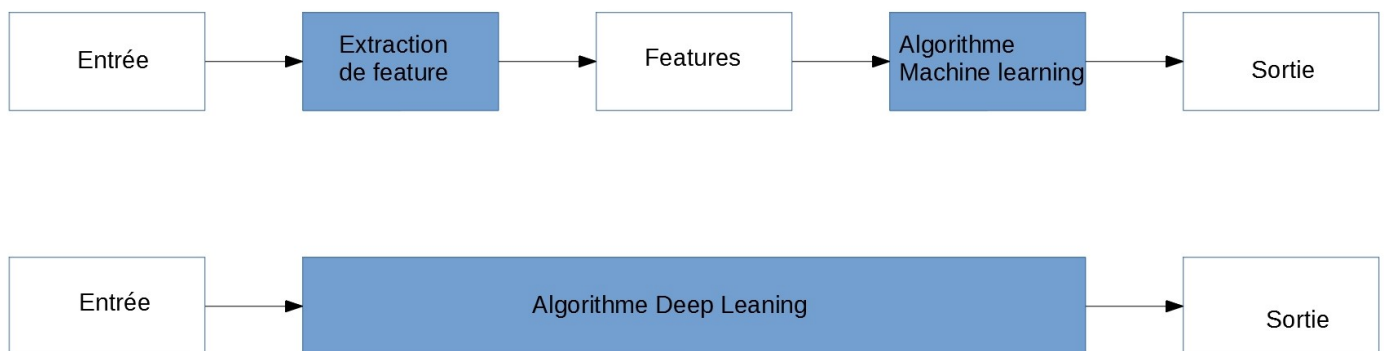 Entrée
Extraction
de feature
Features
Algorithme
Machine learning
Sortie
Entrée
Algorithme Deep Leaning
Sortie